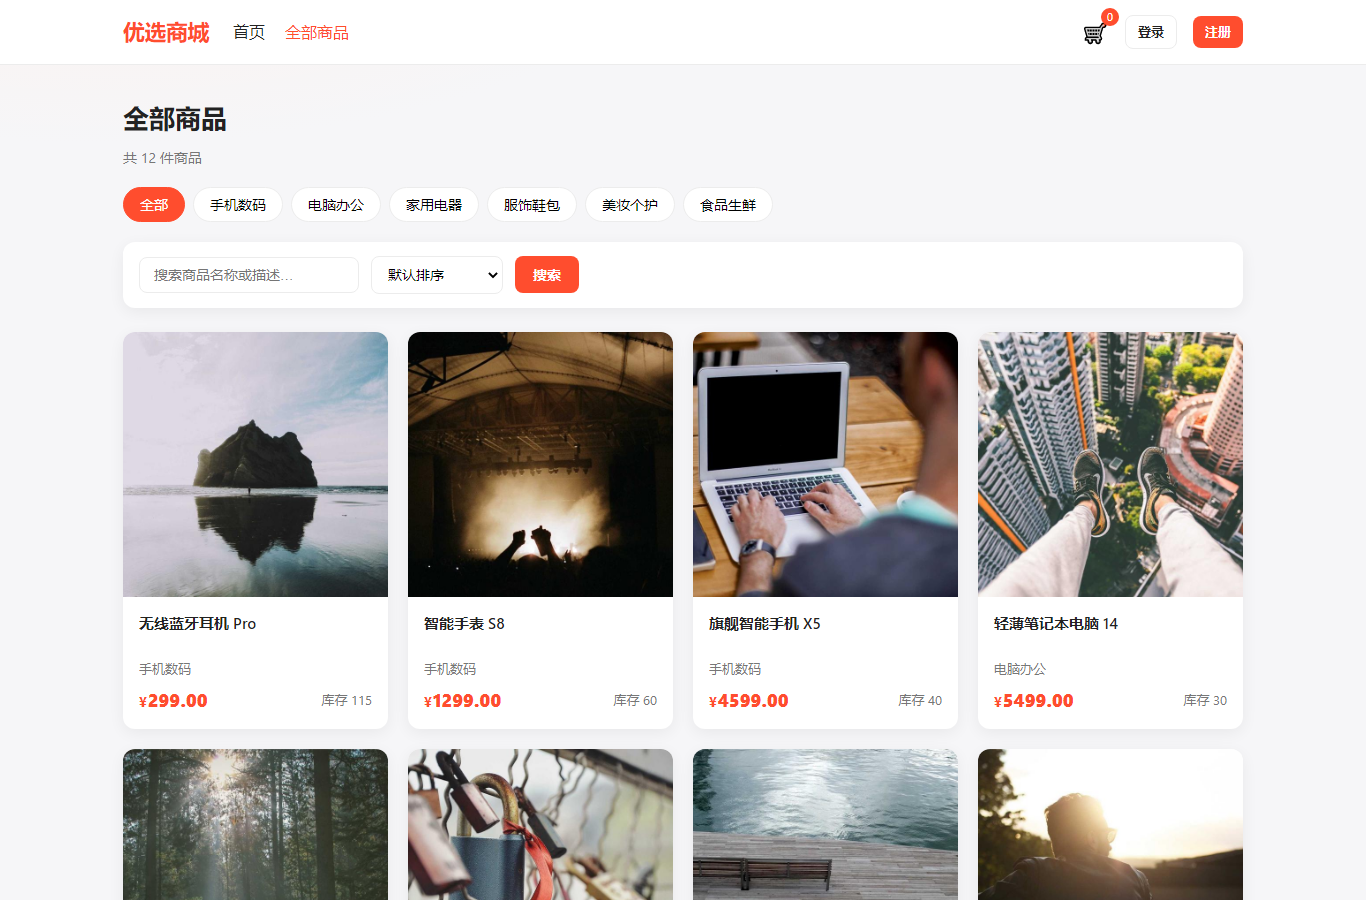 优选商城 首页 全部商品 0 登录 注册
全部商品
共 12 件商品
全部 手机数码 电脑办公 家用电器 服饰鞋包 美妆个护 食品生鲜
搜索商品名称或描述... 默认排序 搜索
无线蓝牙耳机 Pro
手机数码
¥299.00 库存 115
智能手表 S8
手机数码
¥1299.00 库存 60
旗舰智能手机 X5
手机数码
¥4599.00 库存 40
轻薄笔记本电脑 14
电脑办公
¥5499.00 库存 30